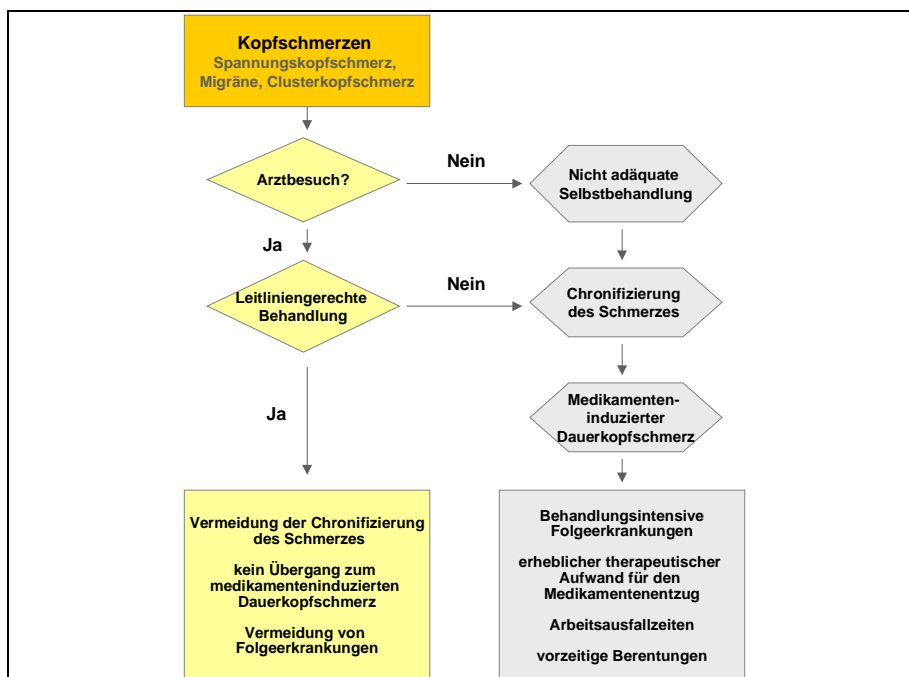 Kopfschmerzen
Spannungskopfschmerz,
Migräne, Clusterkopfschmerz
Arztbesuch?
Nein
Nicht adäquate
Selbstbehandlung
Ja
Leitliniengerechte
Behandlung
Nein
Chronifizierung
des Schmerzes
Ja
Medikamenten-
induzierter
Dauerkopfschmerz
Vermeidung der Chronifizierung
des Schmerzes
kein Übergang zum
medikamenteninduzierten
Dauerkopfschmerz
Vermeidung von
Folgeerkrankungen
Behandlungsintensive
Folgeerkrankungen
erheblicher therapeutischer
Aufwand für den
Medikamentenentzug
Arbeitsausfallzeiten
vorzeitige Berentungen